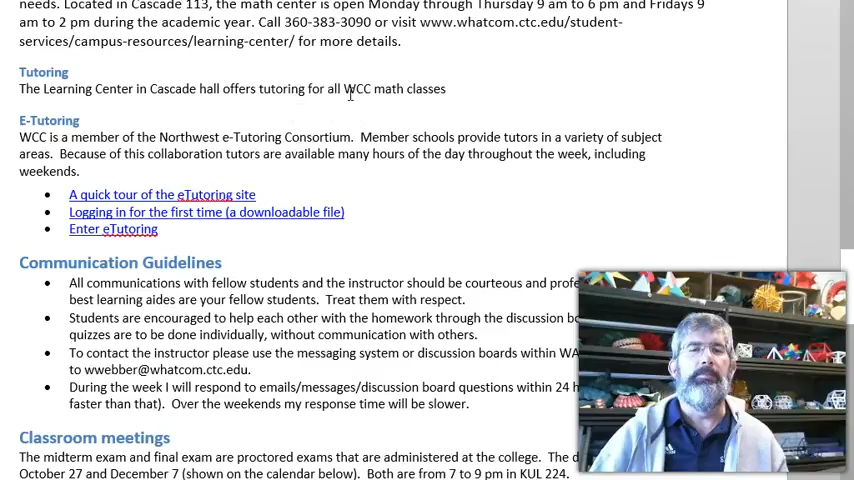 needs. Located in Cascade 113, the math center is open Monday through Thursday 9 am to 6 pm and Fridays 9
am to 2 pm during the academic year. Call 360-383-3090 or visit www.whatcom.ctc.edu/student-
services/campus-resources/learning-center/ for more details.
Tutoring
The Learning Center in Cascade hall offers tutoring for all WCC math classes
E-Tutoring
WCC is a member of the Northwest e-Tutoring Consortium. Member schools provide tutors in a variety of subject
areas. Because of this collaboration tutors are available many hours of the day throughout the week, including
weekends.
• A quick tour of the eTutoring site
• Logging in for the first time (a downloadable file)
• Enter eTutoring
Communication Guidelines
• All communications with fellow students and the instructor should be courteous and profe
best learning aides are your fellow students. Treat them with respect.
• Students are encouraged to help each other with the homework through the discussion bo
quizzes are to be done individually, without communication with others.
• To contact the instructor please use the messaging system or discussion boards within WA
to wwebber@whatcom.ctc.edu.
• During the week I will respond to emails/messages/discussion board questions within 24 h
faster than that). Over the weekends my response time will be slower.
Classroom meetings
The midterm exam and final exam are proctored exams that are administered at the college. The d
October 27 and December 7 (shown on the calendar below). Both are from 7 to 9 pm in KUL 224.